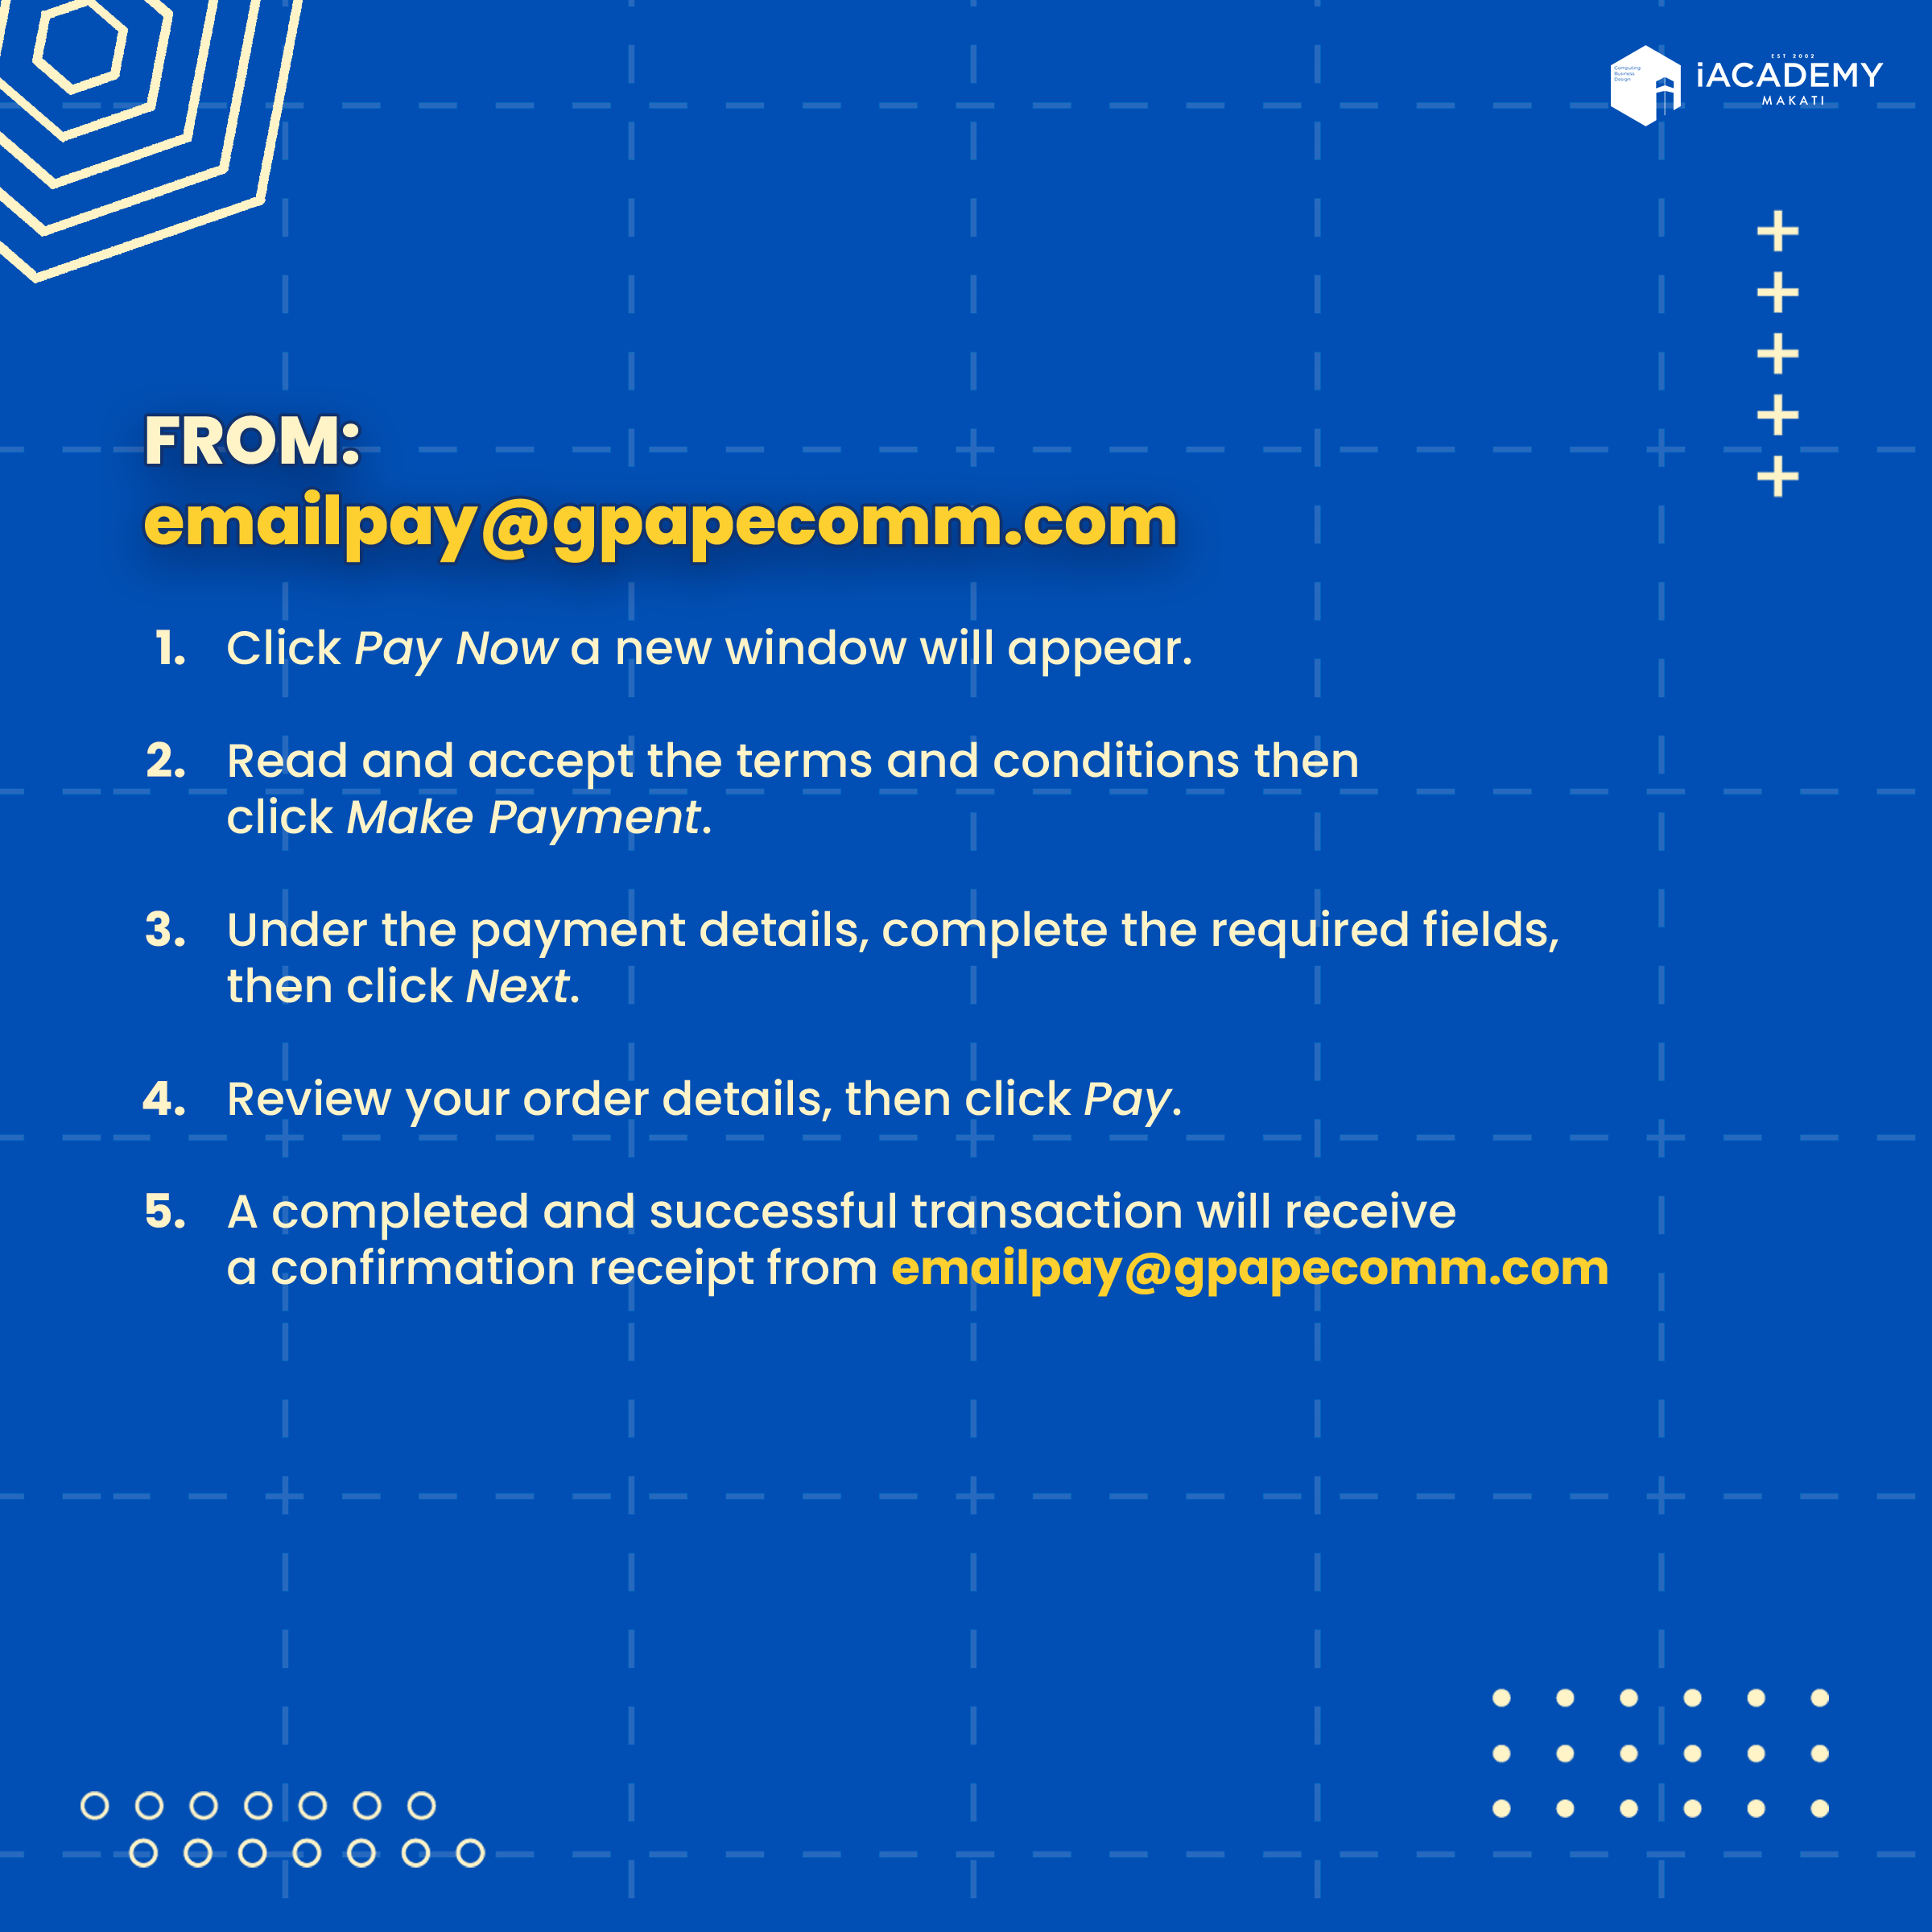 Computing
Business
Design
EST 2002
iACADEMY
MAKATI
FROM:
emailpay@gpapecomm.com
1. Click Pay Now a new window will appear.
2. Read and accept the terms and conditions then
click Make Payment.
3. Under the payment details, complete the required fields,
then click Next.
4. Review your order details, then click Pay.
5. A completed and successful transaction will receive
a confirmation receipt from emailpay@gpapecomm.com